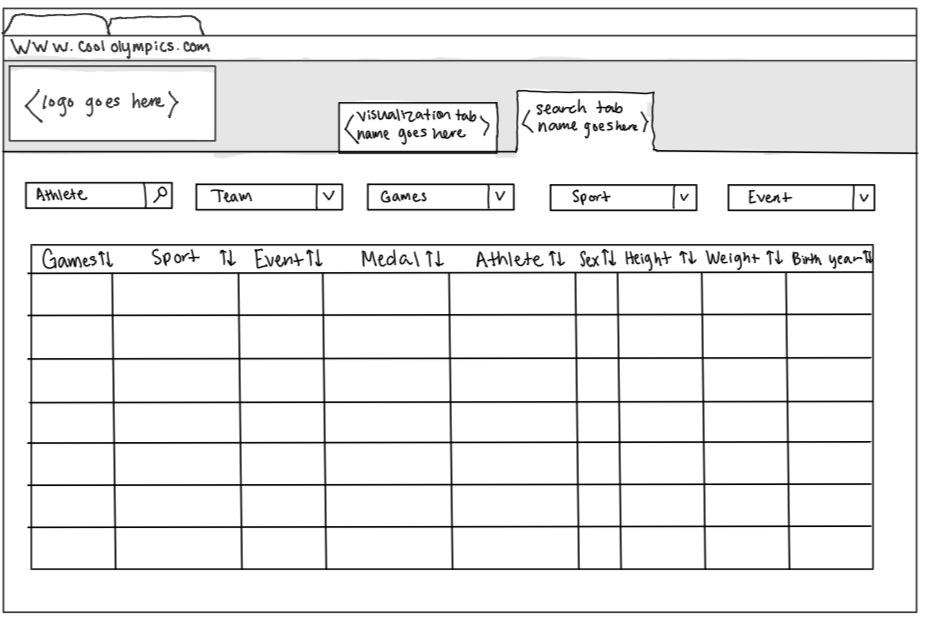 WWW. Cool olympics. com
<logo goes here>
<visualization tab
name goes here>
<search tab
name goes here>
Athlete Team Games Sport Event
Games↑↓ Sport ↑↓ Event↑↓ Medal↑↓ Athlete↑↓ Sex↑↓ Height ↑↓ Weight ↑↓ Birth year↑↓